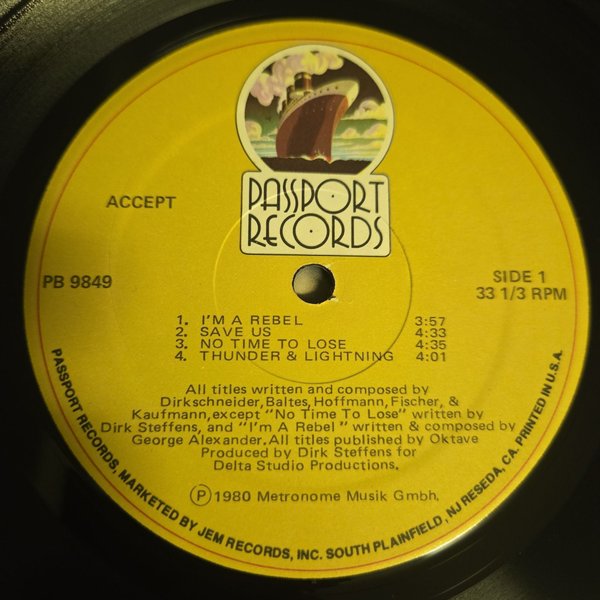 PASSPORT
RECORDS
ACCEPT
PB 9849
SIDE 1
33 1/3 RPM
1. I'M A REBEL 3:57
2. SAVE US 4:33
3. NO TIME TO LOSE 4:35
4. THUNDER & LIGHTNING 4:01
All titles written and composed by
Dirkschneider, Baltes, Hoffmann, Fischer, &
Kaufmann, except "No Time To Lose" written by
Dirk Steffens, and "I'm A Rebel" written & composed by
George Alexander. All titles published by Oktave
Produced by Dirk Steffens for
Delta Studio Productions.
Ⓟ 1980 Metronome Musik Gmbh.
PASSPORT RECORDS, MARKETED BY JEM RECORDS, INC. SOUTH PLAINFIELD, NJ RESEDA, CA. PRINTED IN U.S.A.